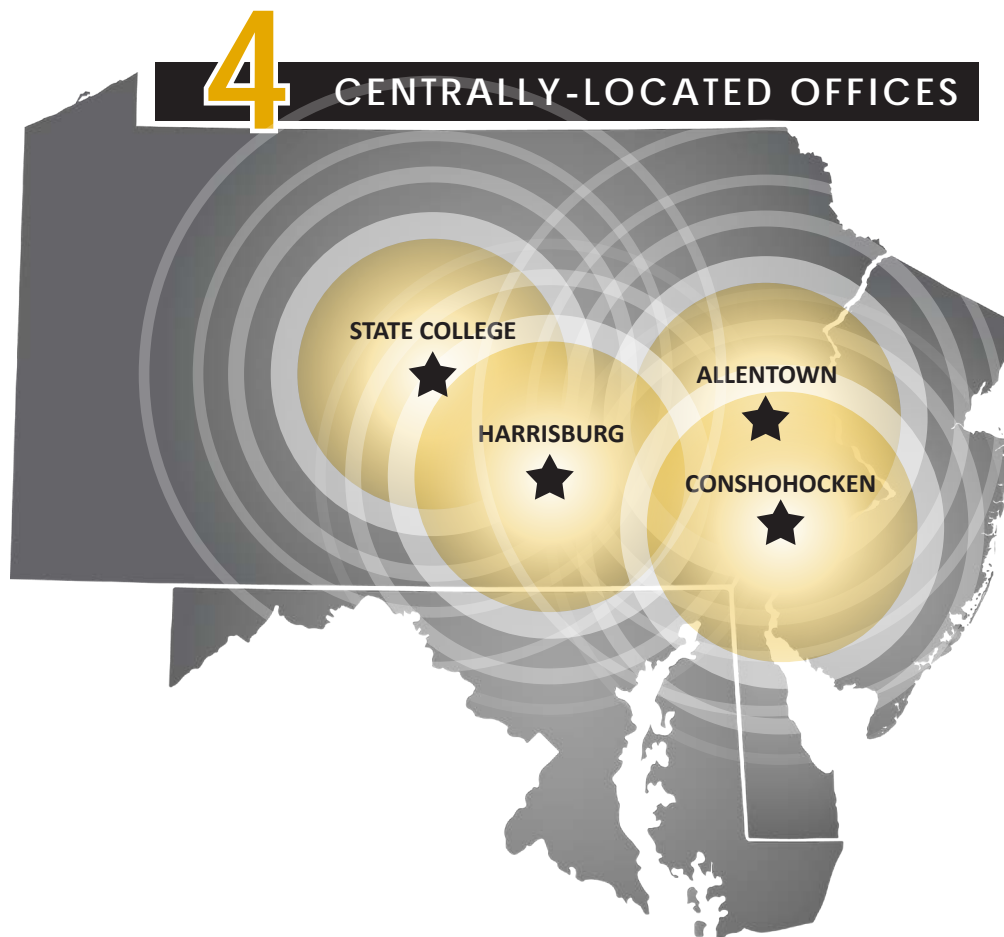 4 CENTRALLY-LOCATED OFFICES
STATE COLLEGE
ALLENTOWN
HARRISBURG
CONSHOHOCKEN